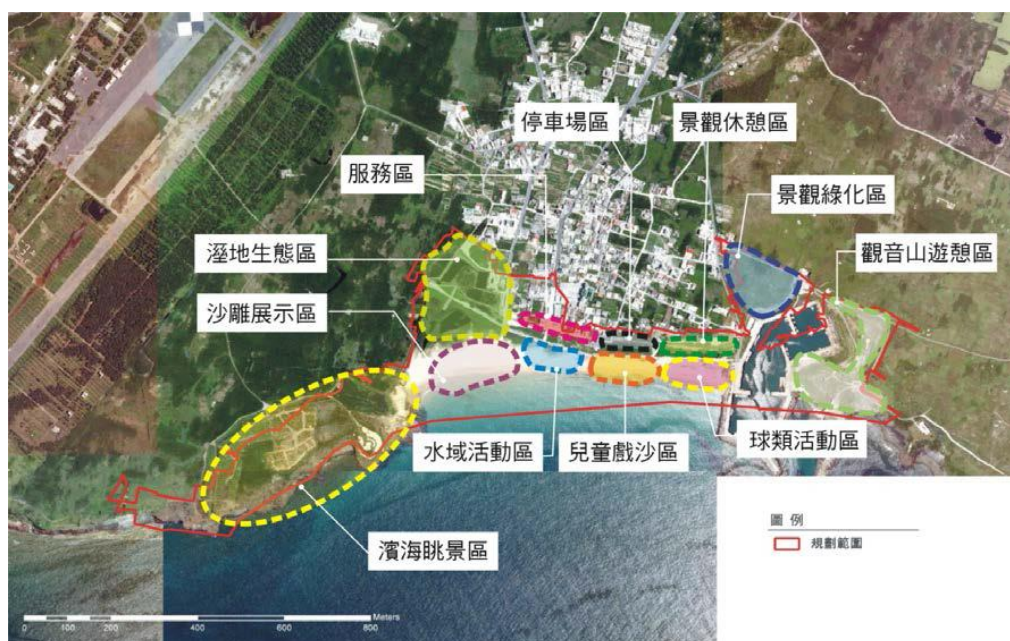 停車場區
景觀休憩區
服務區
景觀綠化區
溼地生態區
觀音山遊憩區
沙雕展示區
水域活動區
兒童戲沙區
球類活動區
濱海眺景區
圖例
規劃範圍
0 100 200 400 600 800 Meters